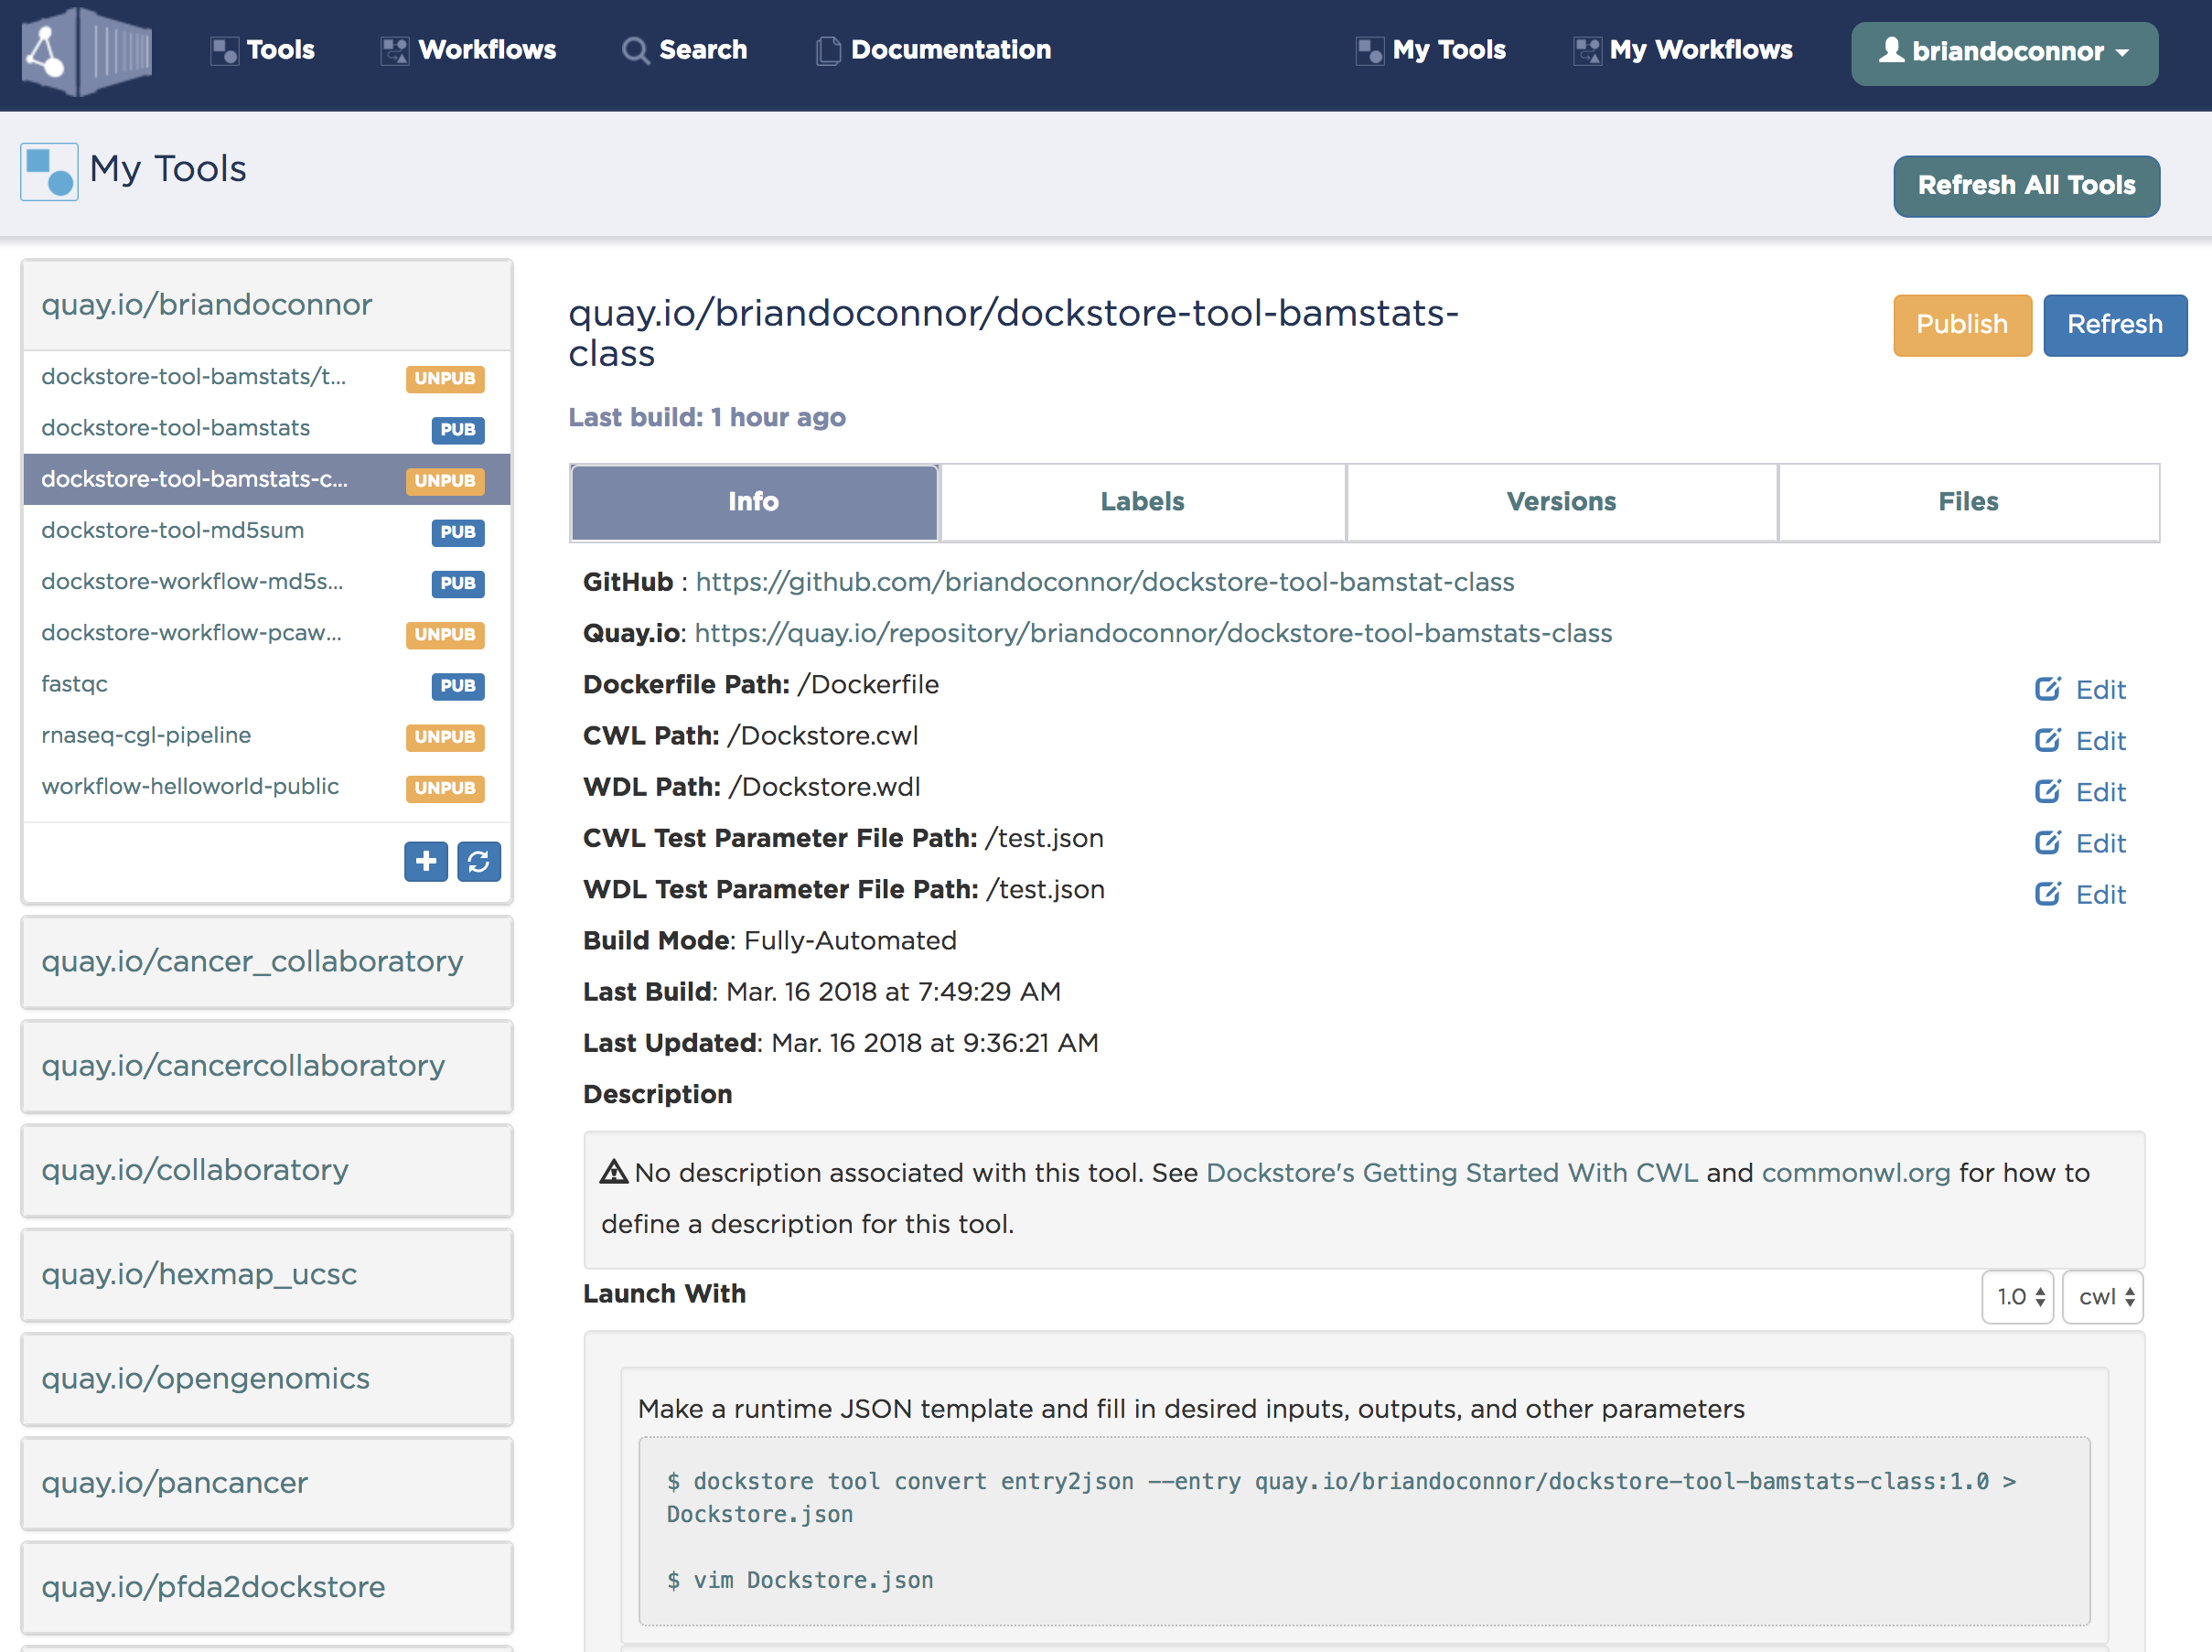 Tools Workflows Search Documentation My Tools My Workflows briandoconnor
My Tools
Refresh All Tools
quay.io/briandoconnor
dockstore-tool-bamstats/t... UNPUB
dockstore-tool-bamstats PUB
dockstore-tool-bamstats-c... UNPUB
dockstore-tool-md5sum PUB
dockstore-workflow-md5s... PUB
dockstore-workflow-pcaw... UNPUB
fastqc PUB
rnaseq-cgl-pipeline UNPUB
workflow-helloworld-public UNPUB
quay.io/cancer_collaboratory
quay.io/cancercollaboratory
quay.io/collaboratory
quay.io/hexmap_ucsc
quay.io/opengenomics
quay.io/pancancer
quay.io/pfda2dockstore
quay.io/briandoconnor/dockstore-tool-bamstats-
class
Publish Refresh
Last build: 1 hour ago
Info Labels Versions Files
GitHub : https://github.com/briandoconnor/dockstore-tool-bamstat-class
Quay.io: https://quay.io/repository/briandoconnor/dockstore-tool-bamstats-class
Dockerfile Path: /Dockerfile Edit
CWL Path: /Dockstore.cwl Edit
WDL Path: /Dockstore.wdl Edit
CWL Test Parameter File Path: /test.json Edit
WDL Test Parameter File Path: /test.json Edit
Build Mode: Fully-Automated
Last Build: Mar. 16 2018 at 7:49:29 AM
Last Updated: Mar. 16 2018 at 9:36:21 AM
Description
No description associated with this tool. See Dockstore's Getting Started With CWL and commonwl.org for how to
define a description for this tool.
Launch With 1.0 cwl
Make a runtime JSON template and fill in desired inputs, outputs, and other parameters
$ dockstore tool convert entry2json --entry quay.io/briandoconnor/dockstore-tool-bamstats-class:1.0 >
Dockstore.json
$ vim Dockstore.json